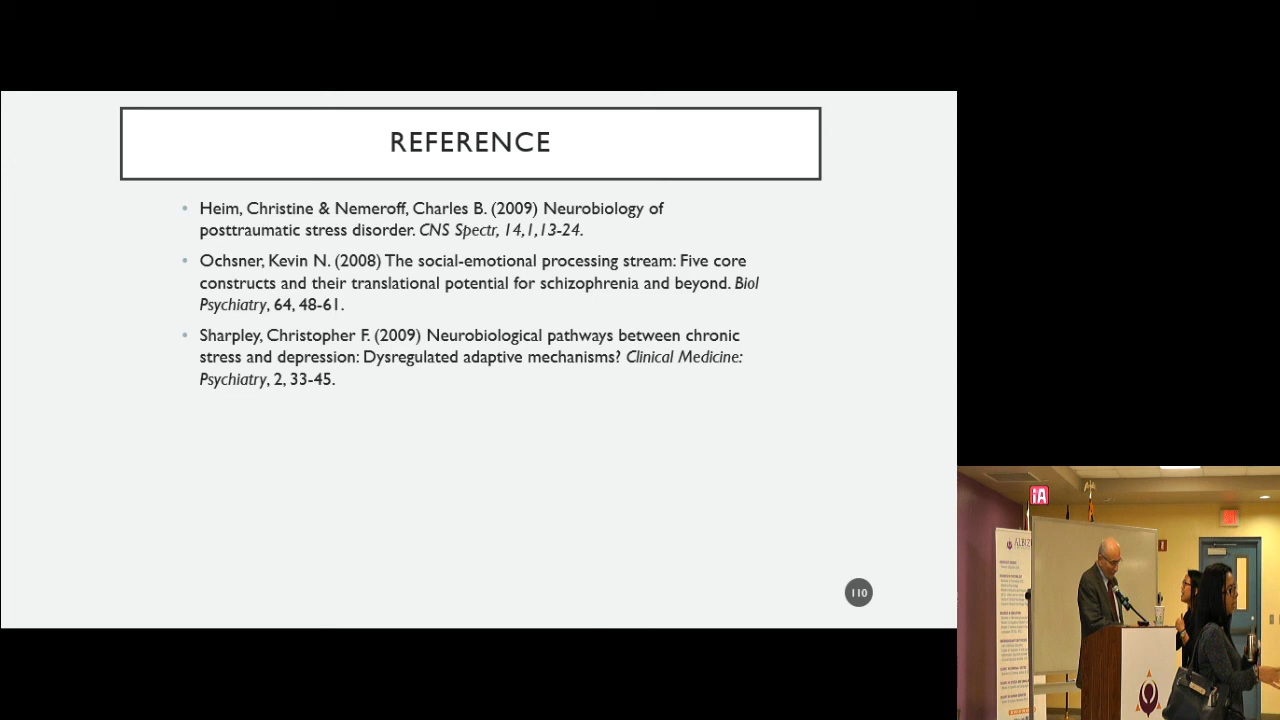 REFERENCE
• Heim, Christine & Nemeroff, Charles B. (2009) Neurobiology of
posttraumatic stress disorder. CNS Spectr, 14,1,13-24.
• Ochsner, Kevin N. (2008) The social-emotional processing stream: Five core
constructs and their translational potential for schizophrenia and beyond. Biol
Psychiatry, 64, 48-61.
• Sharpley, Christopher F. (2009) Neurobiological pathways between chronic
stress and depression: Dysregulated adaptive mechanisms? Clinical Medicine:
Psychiatry, 2, 33-45.
110
iA
ALBIZ